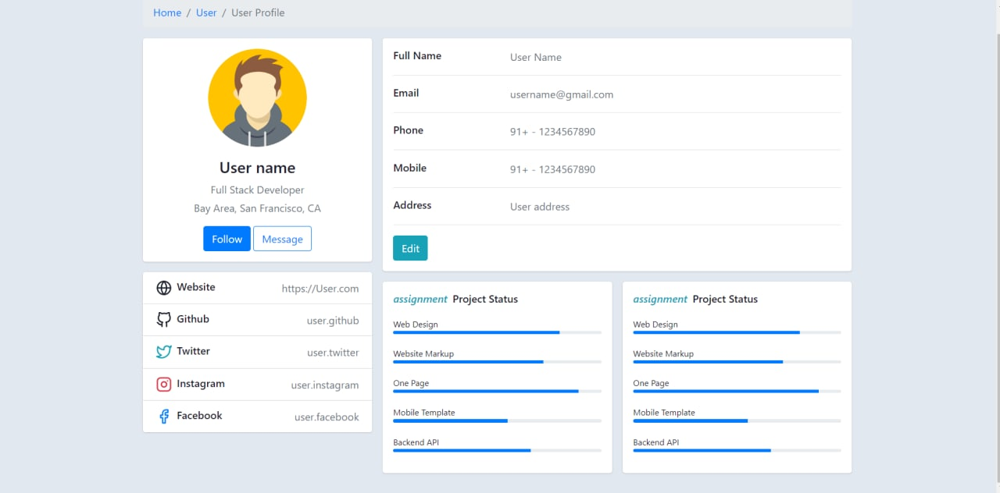 Home / User / User Profile
User name
Full Stack Developer
Bay Area, San Francisco, CA
Follow Message
Website https://User.com
Github user.github
Twitter user.twitter
Instagram user.instagram
Facebook user.facebook
Full Name User Name
Email username@gmail.com
Phone 91+ - 1234567890
Mobile 91+ - 1234567890
Address User address
Edit
assignment Project Status
Web Design
Website Markup
One Page
Mobile Template
Backend API
assignment Project Status
Web Design
Website Markup
One Page
Mobile Template
Backend API